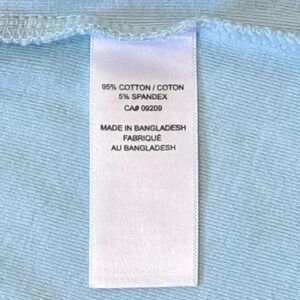 95% COTTON / COTON
5% SPANDEX
CA# 09209
MADE IN BANGLADESH
FABRIQUÉ
AU BANGLADESH